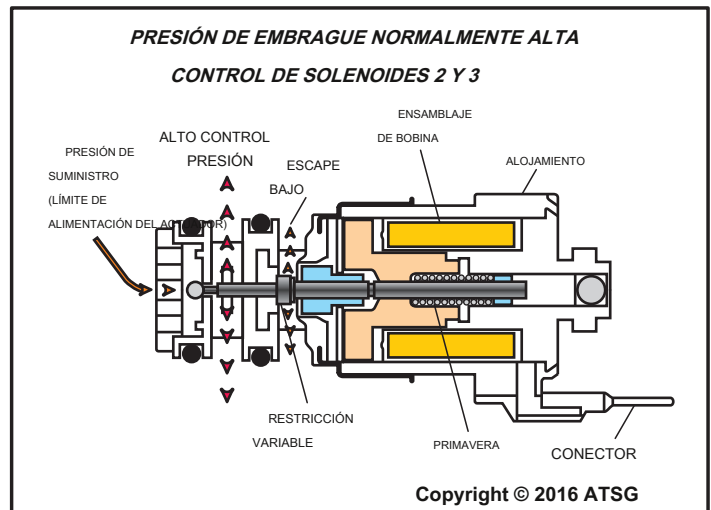 PRESIÓN DE EMBRAGUE NORMALMENTE ALTA
CONTROL DE SOLENOIDES 2 Y 3
PRESIÓN DE
SUMINISTRO
(LÍMITE DE
ALIMENTACIÓN DEL ACTUADOR)
ALTO CONTROL
PRESIÓN
ESCAPE
BAJO
ENSAMBLAJE
DE BOBINA
ALOJAMIENTO
RESTRICCIÓN
VARIABLE
PRIMAVERA
CONECTOR
Copyright © 2016 ATSG